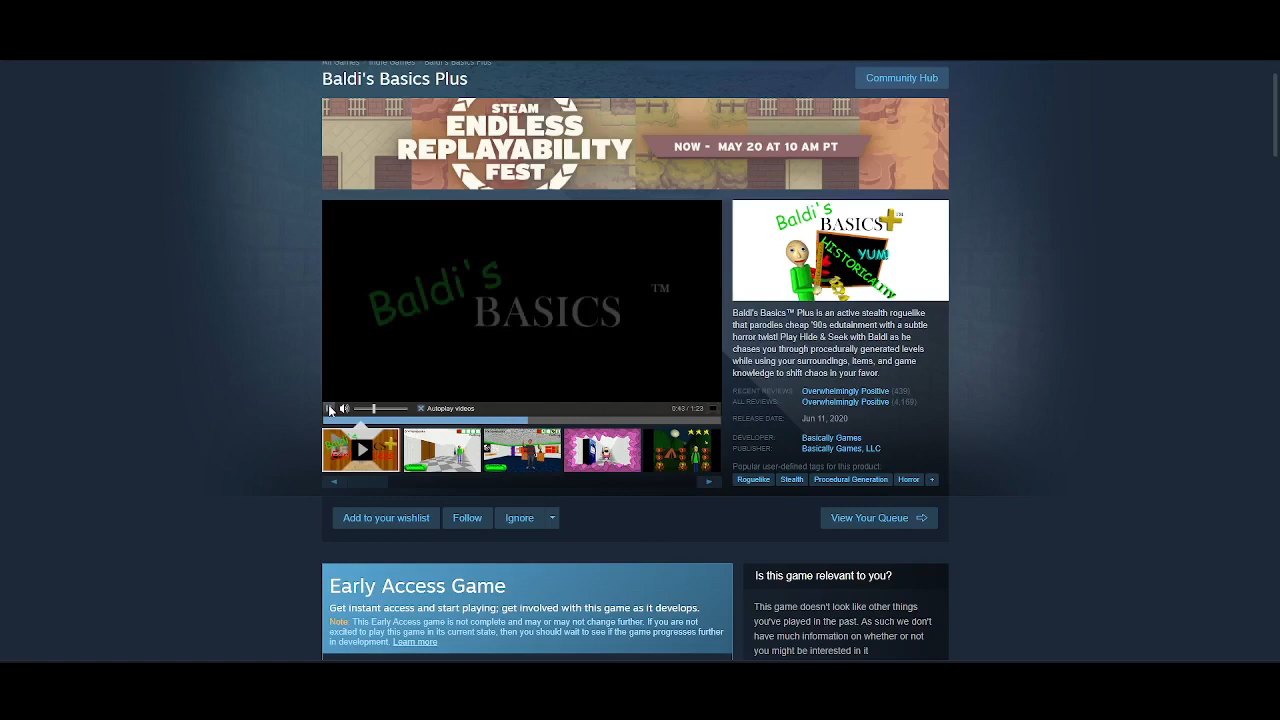 All Games Indie Games Baldi's Basics Plus
Baldi's Basics Plus
Community Hub
STEAM
ENDLESS
REPLAYABILITY
FEST
NOW - MAY 20 AT 10 AM PT
Baldi's
BASICS
™
Baldi's
BASICS+™
HISTORICALITY
YUM!
Baldi's Basics™ Plus is an active stealth roguelike
that parodies cheap '90s edutainment with a subtle
horror twist! Play Hide & Seek with Baldi as he
chases you through procedurally generated levels
while using your surroundings, items, and game
knowledge to shift chaos in your favor.
RECENT REVIEWS: Overwhelmingly Positive (439)
ALL REVIEWS: Overwhelmingly Positive (4,169)
RELEASE DATE: Jun 11, 2020
DEVELOPER: Basically Games
PUBLISHER: Basically Games, LLC
Popular user-defined tags for this product:
Roguelike Stealth Procedural Generation Horror +
Autoplay videos
0:43 / 1:23
Add to your wishlist Follow Ignore View Your Queue
Early Access Game
Get instant access and start playing; get involved with this game as it develops.
Note: This Early Access game is not complete and may or may not change further. If you are not
excited to play this game in its current state, then you should wait to see if the game progresses further
in development. Learn more
Is this game relevant to you?
This game doesn't look like other things
you've played in the past. As such we don't
have much information on whether or not
you might be interested in it